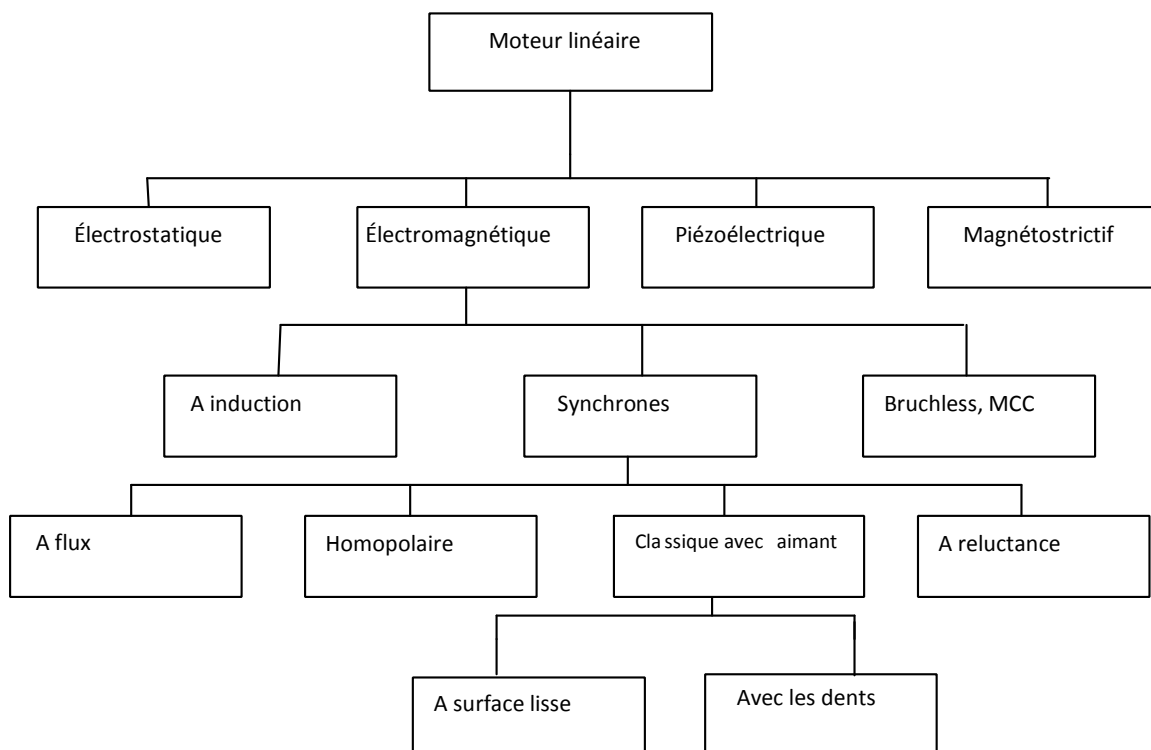 Moteur linéaire
Électrostatique
Électromagnétique
Piézoélectrique
Magnétostrictif
A induction
Synchrones
Bruchless, MCC
A flux
Homopolaire
Cla ssique avec aimant
A reluctance
A surface lisse
Avec les dents